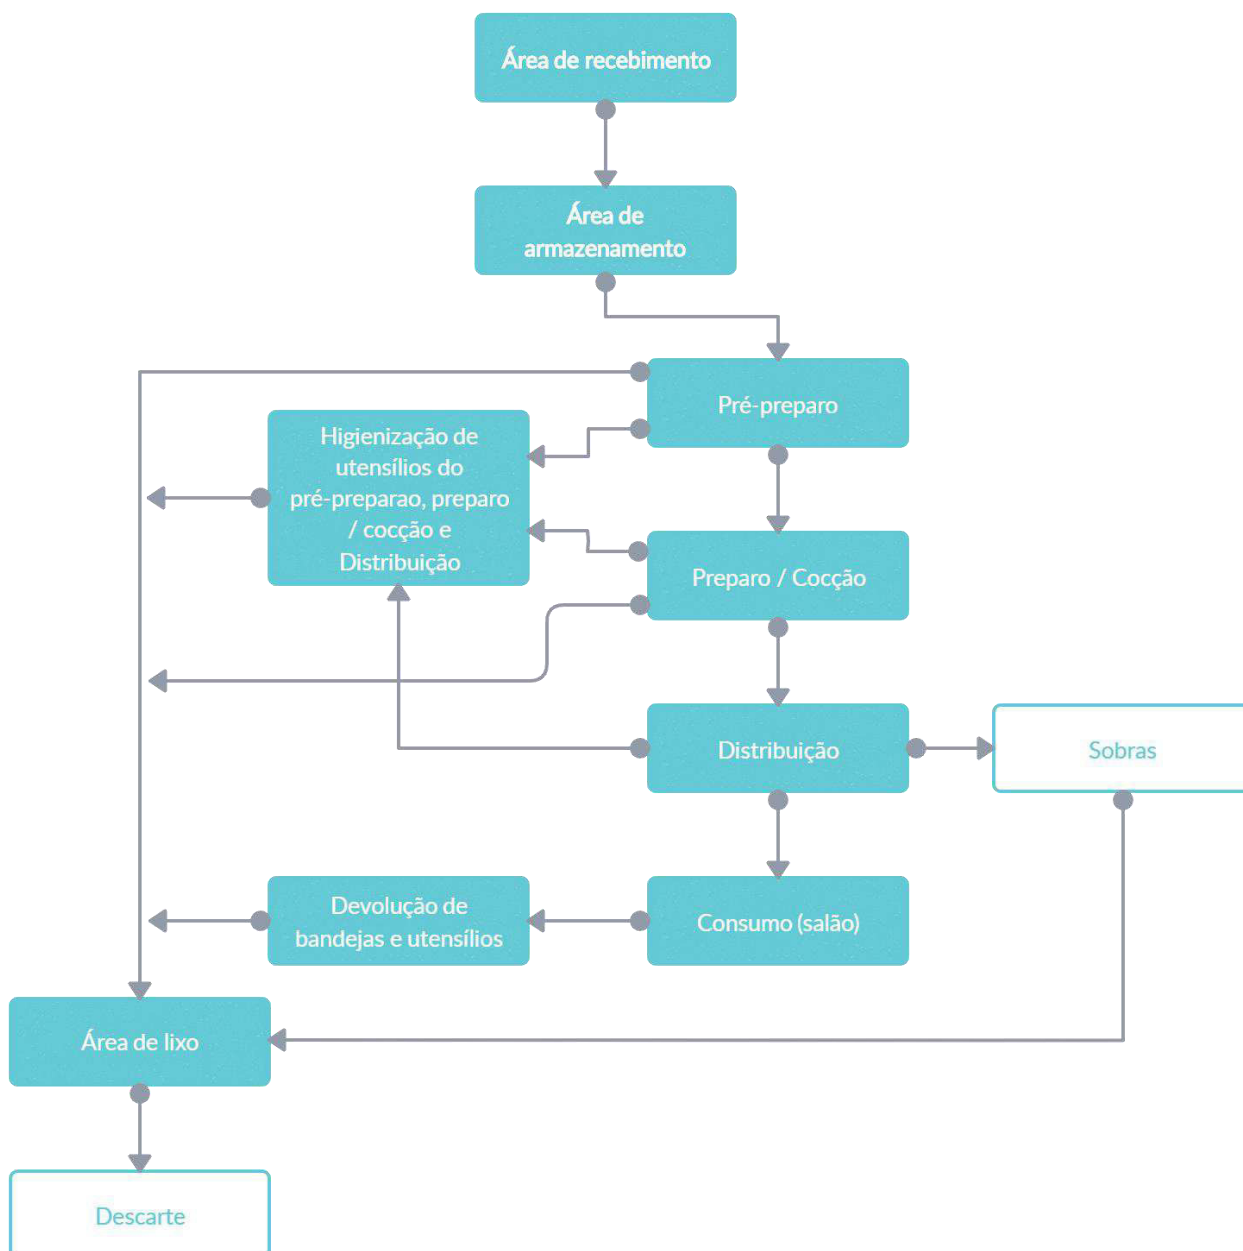 Área de recebimento
Área de
armazenamento
Pré-preparo
Higienização de
utensílios do
pré-preparao, preparo
/ cocção e
Distribuição
Preparo / Cocção
Distribuição
Sobras
Devolução de
bandejas e utensílios
Consumo (salão)
Área de lixo
Descarte